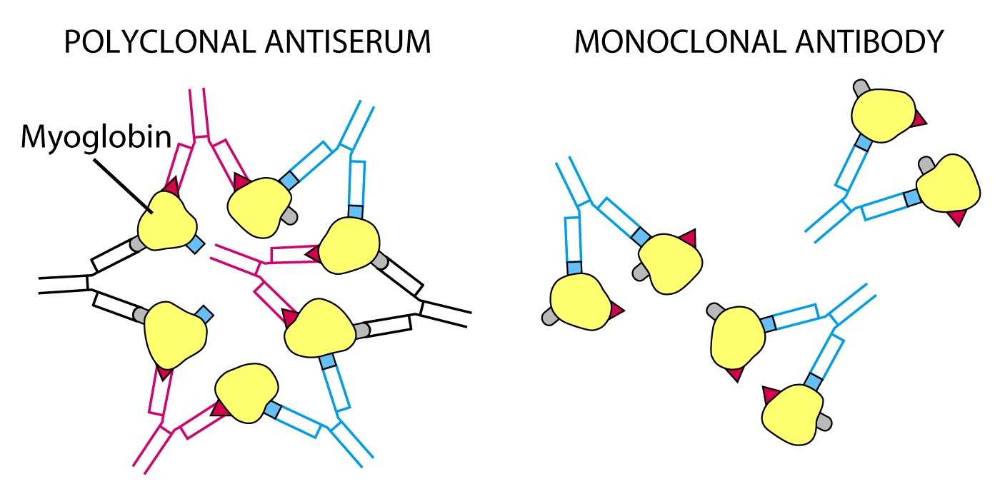 POLYCLONAL ANTISERUM
MONOCLONAL ANTIBODY
Myoglobin